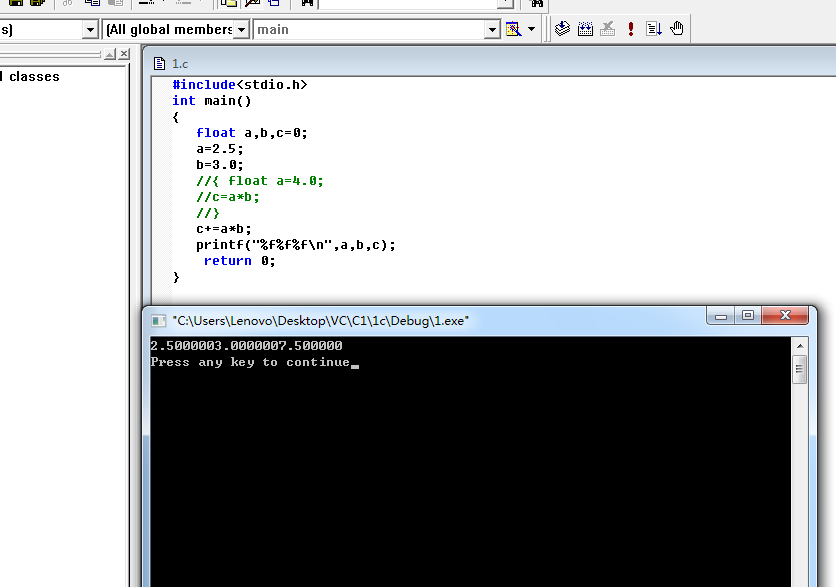 s)
(All global members
main
l classes
1.c
#include<stdio.h>
int main()
{
float a,b,c=0;
a=2.5;
b=3.0;
//{ float a=4.0;
//c=a*b;
//}
c+=a*b;
printf("%f%f%f\n",a,b,c);
return 0;
}
"C:\Users\Lenovo\Desktop\VC\C1\1c\Debug\1.exe"
2.5000003.0000007.500000
Press any key to continue